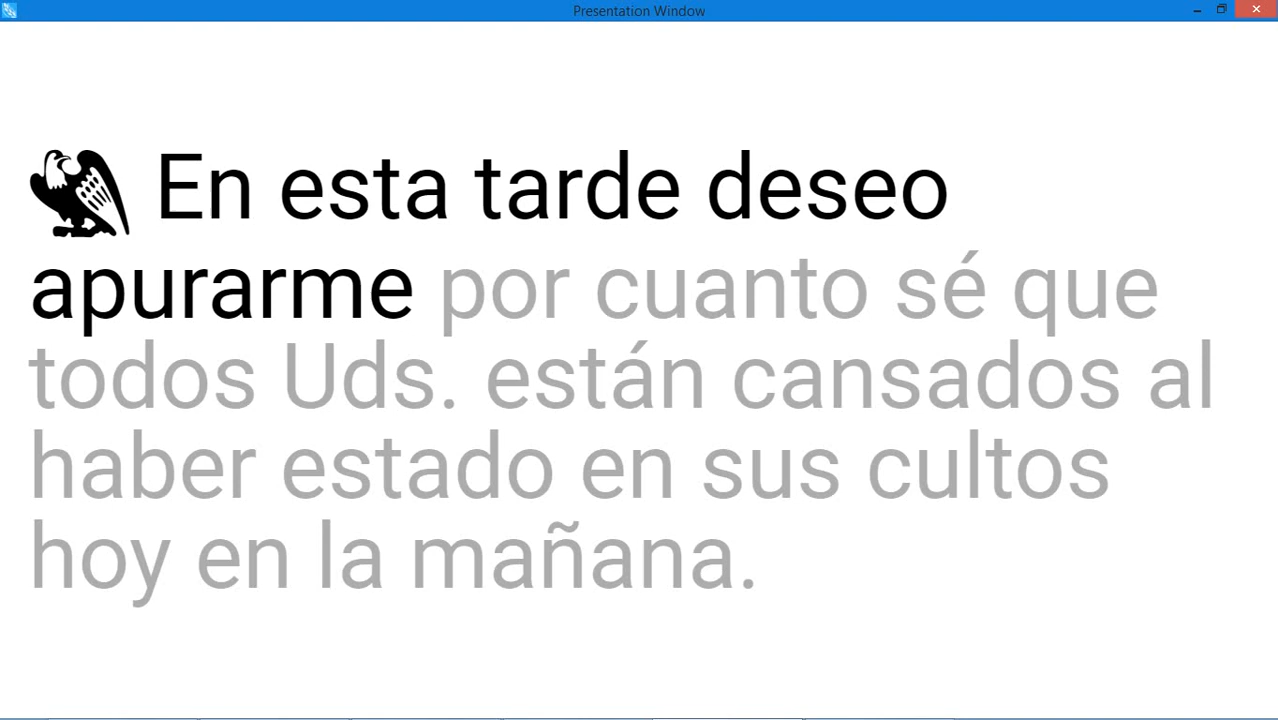 Presentation Window
En esta tarde deseo
apurarme por cuanto sé que
todos Uds. están cansados al
haber estado en sus cultos
hoy en la mañana.